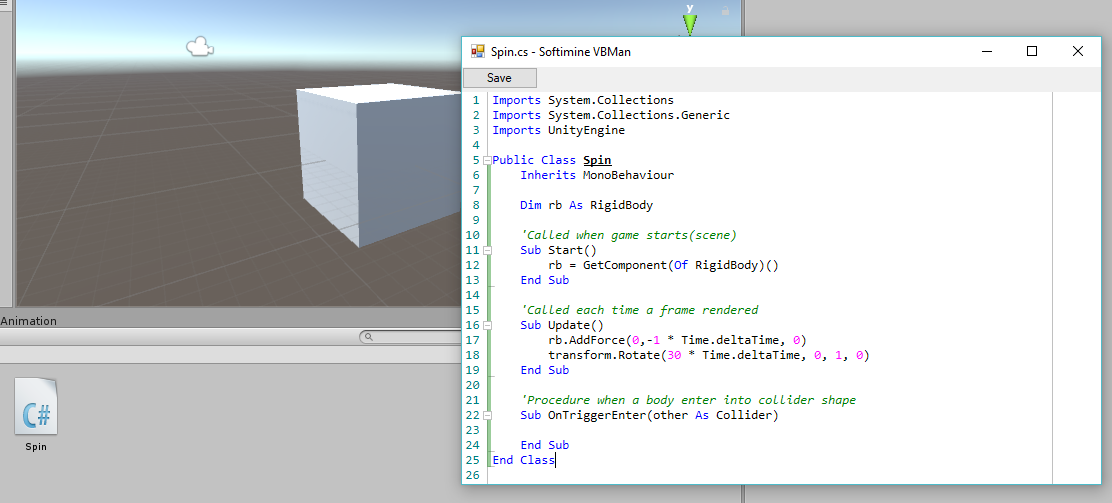 y
Spin.cs - Softimine VBMan
Save
1 Imports System.Collections
2 Imports System.Collections.Generic
3 Imports UnityEngine
4
5 Public Class Spin
6 Inherits MonoBehaviour
7
8 Dim rb As RigidBody
9
10 'Called when game starts(scene)
11 Sub Start()
12 rb = GetComponent(Of RigidBody)()
13 End Sub
14
15 'Called each time a frame rendered
16 Sub Update()
17 rb.AddForce(0,-1 * Time.deltaTime, 0)
18 transform.Rotate(30 * Time.deltaTime, 0, 1, 0)
19 End Sub
20
21 'Procedure when a body enter into collider shape
22 Sub OnTriggerEnter(other As Collider)
23
24 End Sub
25 End Class
26
Animation
C#
Spin